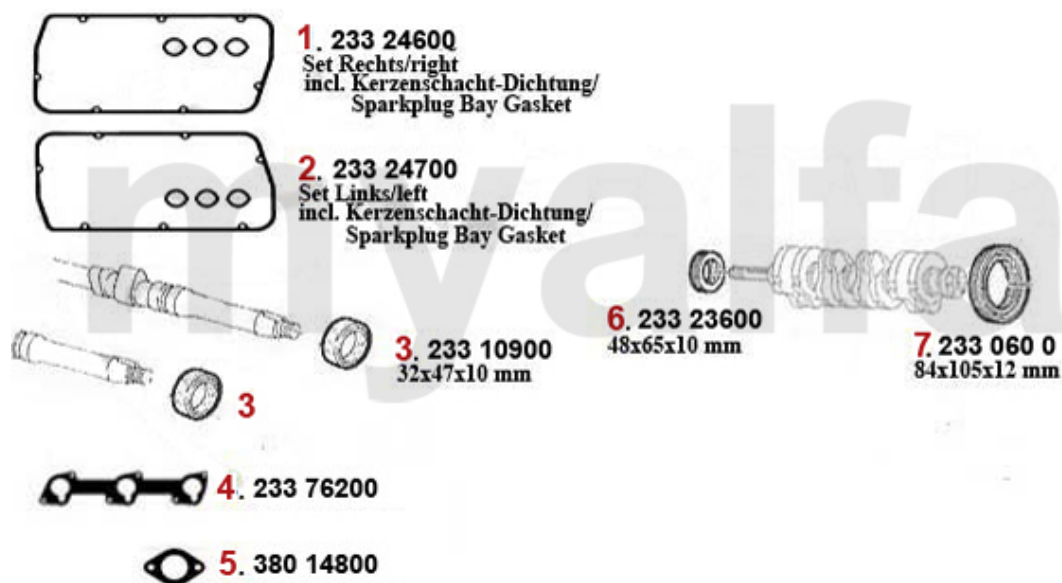 1. 233 24600
Set Rechts/right
incl. Kerzenschacht-Dichtung/
Sparkplug Bay Gasket
2. 233 24700
Set Links/left
incl. Kerzenschacht-Dichtung/
Sparkplug Bay Gasket
myalfa
3. 233 10900
32x47x10 mm
3
6. 233 23600
48x65x10 mm
7. 233 060 0
84x105x12 mm
4. 233 76200
5. 380 14800